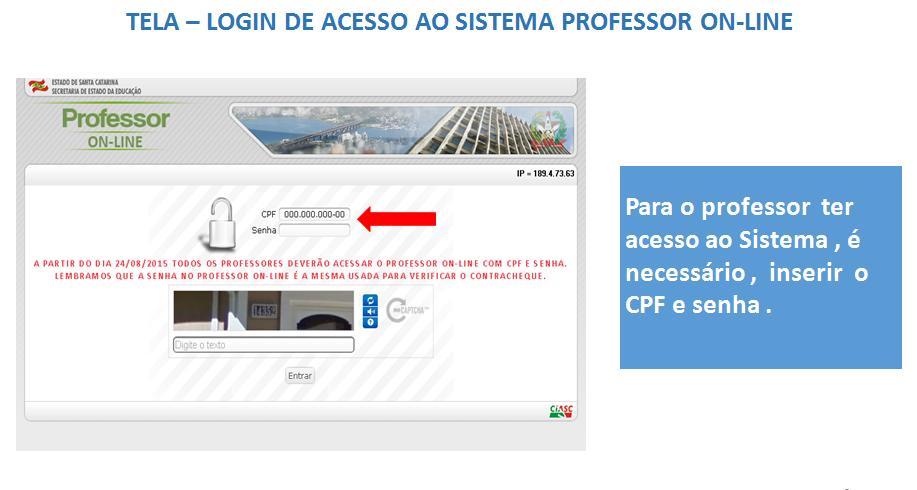 TELA – LOGIN DE ACESSO AO SISTEMA PROFESSOR ON-LINE
ESTADO DE SANTA CATARINA
SECRETARIA DE ESTADO DA EDUCAÇÃO
Professor
ON-LINE
IP = 189.4.73.63
CPF 000.000.000-00
Senha
A PARTIR DO DIA 24/08/2015 TODOS OS PROFESSORES DEVERÃO ACESSAR O PROFESSOR ON-LINE COM CPF E SENHA.
LEMBRAMOS QUE A SENHA NO PROFESSOR ON-LINE É A MESMA USADA PARA VERIFICAR O CONTRACHEQUE.
14352
reCAPTCHA™
Digite o texto
Entrar
CIASC
Para o professor ter
acesso ao Sistema , é
necessário , inserir o
CPF e senha .